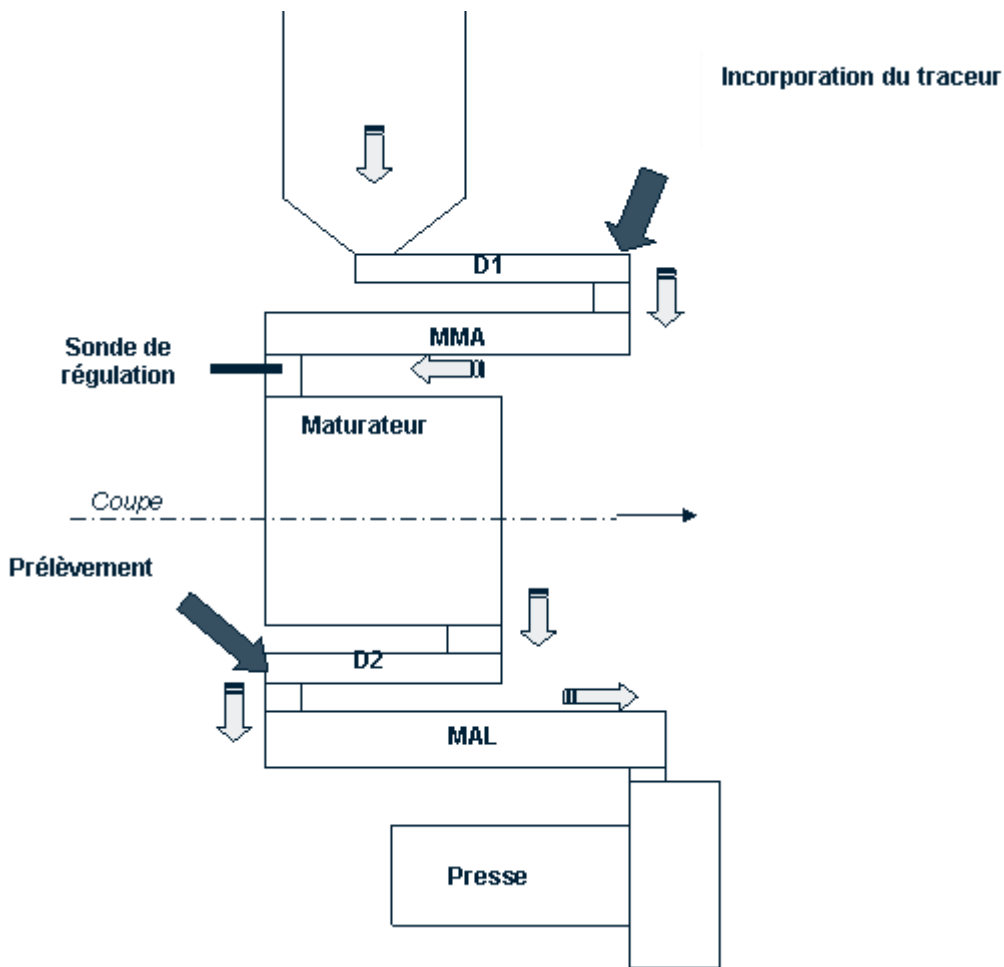 Incorporation du traceur
D1
MMA
Sonde de
régulation
Maturateur
Coupe
Prélèvement
D2
MAL
Presse